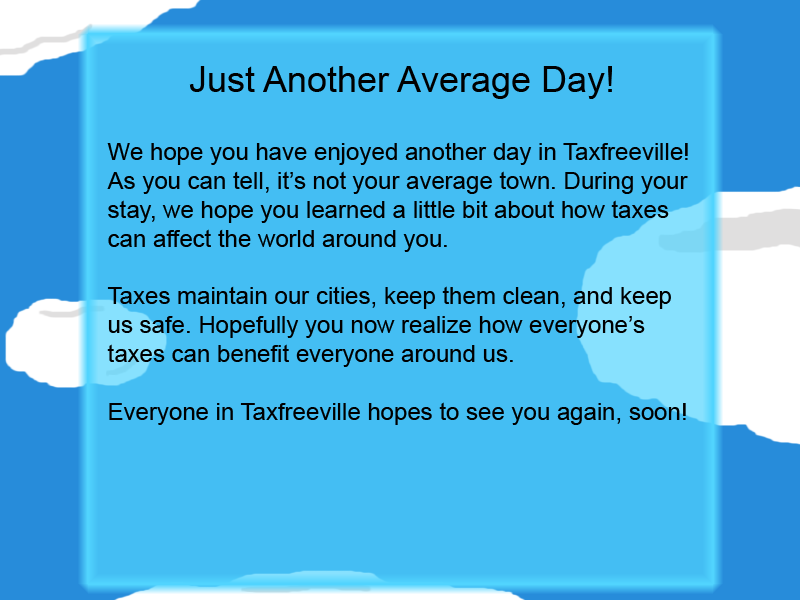 Just Another Average Day!
We hope you have enjoyed another day in Taxfreeville!
As you can tell, it’s not your average town. During your
stay, we hope you learned a little bit about how taxes
can affect the world around you.
Taxes maintain our cities, keep them clean, and keep
us safe. Hopefully you now realize how everyone’s
taxes can benefit everyone around us.
Everyone in Taxfreeville hopes to see you again, soon!